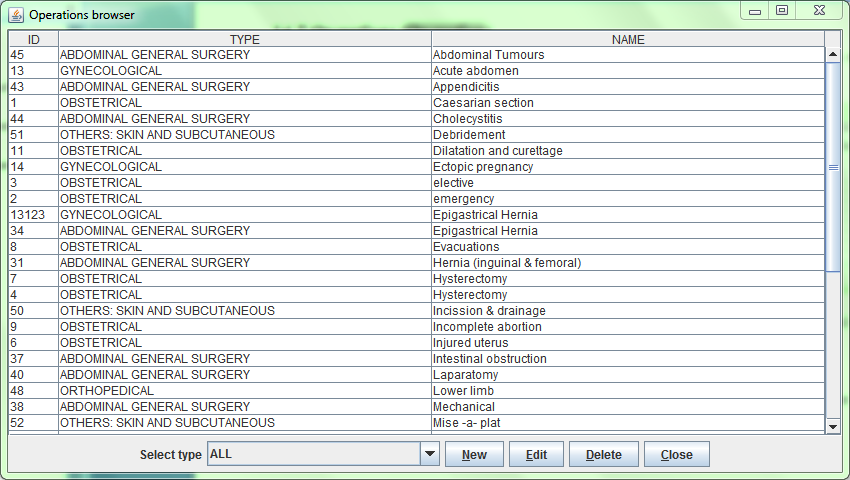 Operations browser
ID TYPE NAME
45 ABDOMINAL GENERAL SURGERY Abdominal Tumours
13 GYNECOLOGICAL Acute abdomen
43 ABDOMINAL GENERAL SURGERY Appendicitis
1 OBSTETRICAL Caesarian section
44 ABDOMINAL GENERAL SURGERY Cholecystitis
51 OTHERS: SKIN AND SUBCUTANEOUS Debridement
11 OBSTETRICAL Dilatation and curettage
14 GYNECOLOGICAL Ectopic pregnancy
3 OBSTETRICAL elective
2 OBSTETRICAL emergency
13123 GYNECOLOGICAL Epigastrical Hernia
34 ABDOMINAL GENERAL SURGERY Epigastrical Hernia
8 OBSTETRICAL Evacuations
31 ABDOMINAL GENERAL SURGERY Hernia (inguinal & femoral)
7 OBSTETRICAL Hysterectomy
4 OBSTETRICAL Hysterectomy
50 OTHERS: SKIN AND SUBCUTANEOUS Incission & drainage
9 OBSTETRICAL Incomplete abortion
6 OBSTETRICAL Injured uterus
37 ABDOMINAL GENERAL SURGERY Intestinal obstruction
40 ABDOMINAL GENERAL SURGERY Laparatomy
48 ORTHOPEDICAL Lower limb
38 ABDOMINAL GENERAL SURGERY Mechanical
52 OTHERS: SKIN AND SUBCUTANEOUS Mise -a- plat
Select type ALL New Edit Delete Close